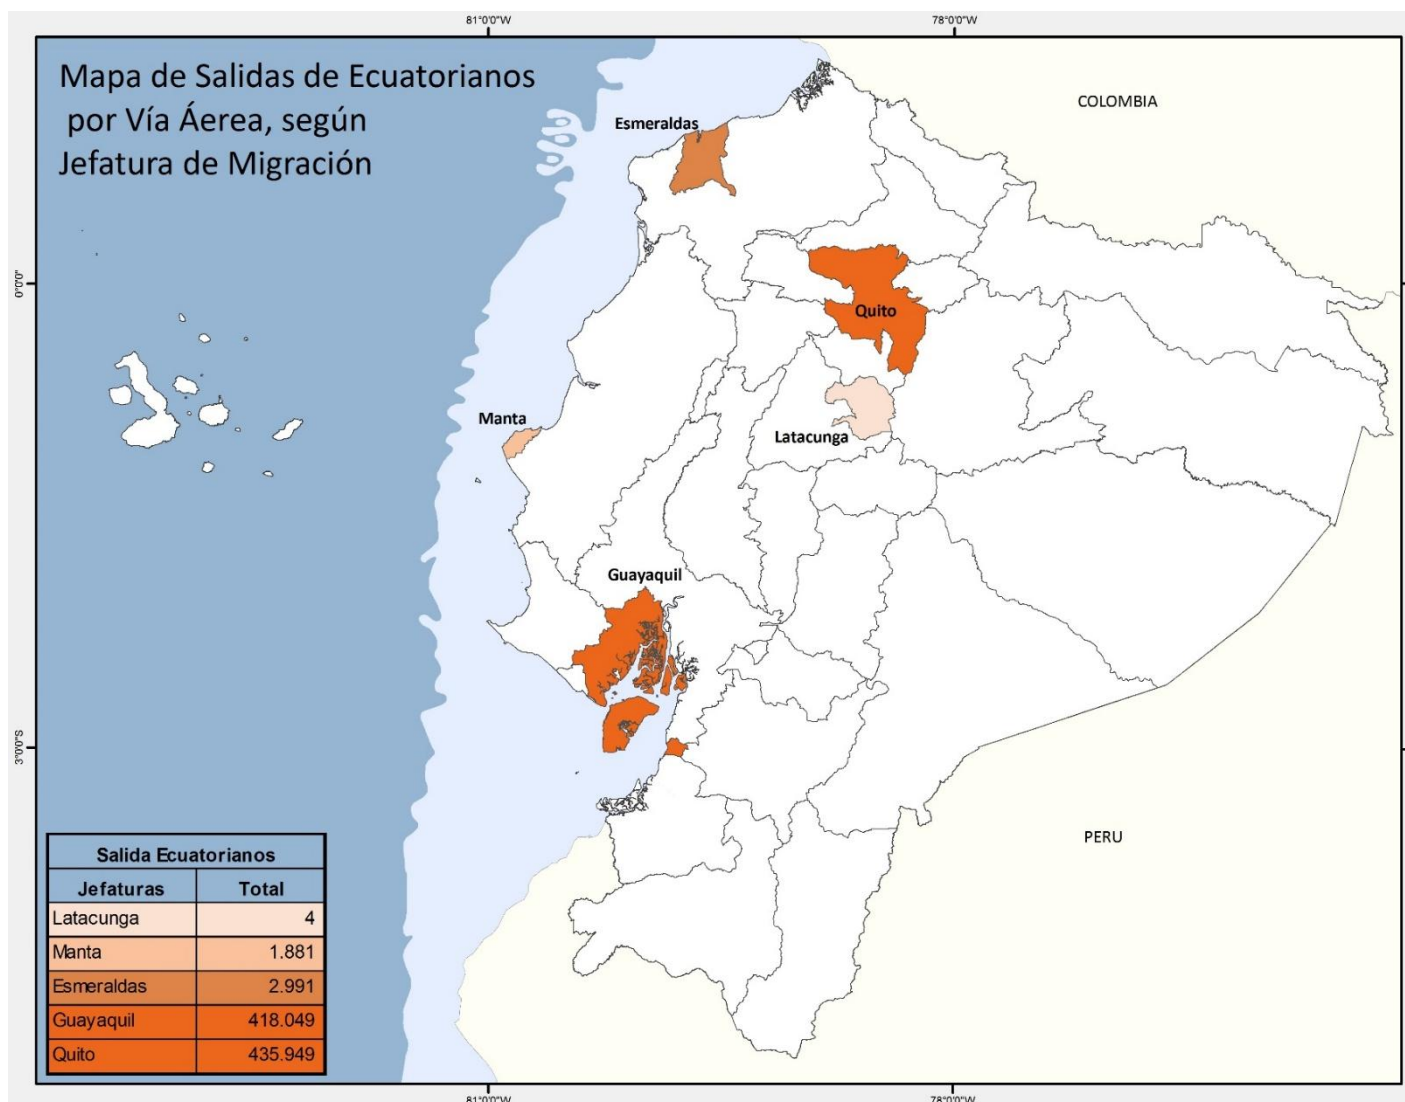 81°0'0"W
78°0'0"W
Mapa de Salidas de Ecuatorianos
por Vía Áerea, según
Jefatura de Migración
COLOMBIA
Esmeraldas
0°0'0"
Quito
Manta
Latacunga
Guayaquil
3°0'0"S
PERU
Salida Ecuatorianos
Jefaturas Total
Latacunga 4
Manta 1.881
Esmeraldas 2.991
Guayaquil 418.049
Quito 435.949
81°0'0"W
78°0'0"W